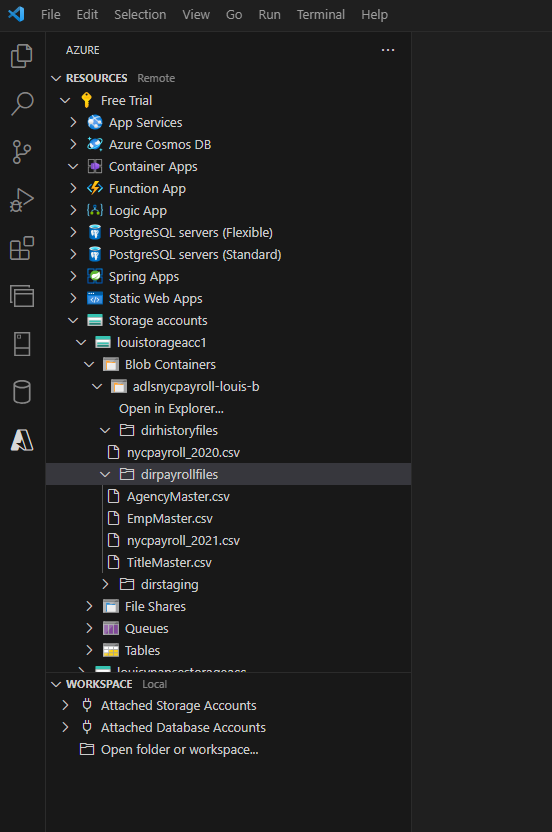 File Edit Selection View Go Run Terminal Help
AZURE
RESOURCES Remote
Free Trial
App Services
Azure Cosmos DB
Container Apps
Function App
Logic App
PostgreSQL servers (Flexible)
PostgreSQL servers (Standard)
Spring Apps
Static Web Apps
Storage accounts
louistorageacc1
Blob Containers
adlsnycpayroll-louis-b
Open in Explorer...
dirhistoryfiles
nycpayroll_2020.csv
dirpayrollfiles
AgencyMaster.csv
EmpMaster.csv
nycpayroll_2021.csv
TitleMaster.csv
dirstaging
File Shares
Queues
Tables
WORKSPACE Local
Attached Storage Accounts
Attached Database Accounts
Open folder or workspace...